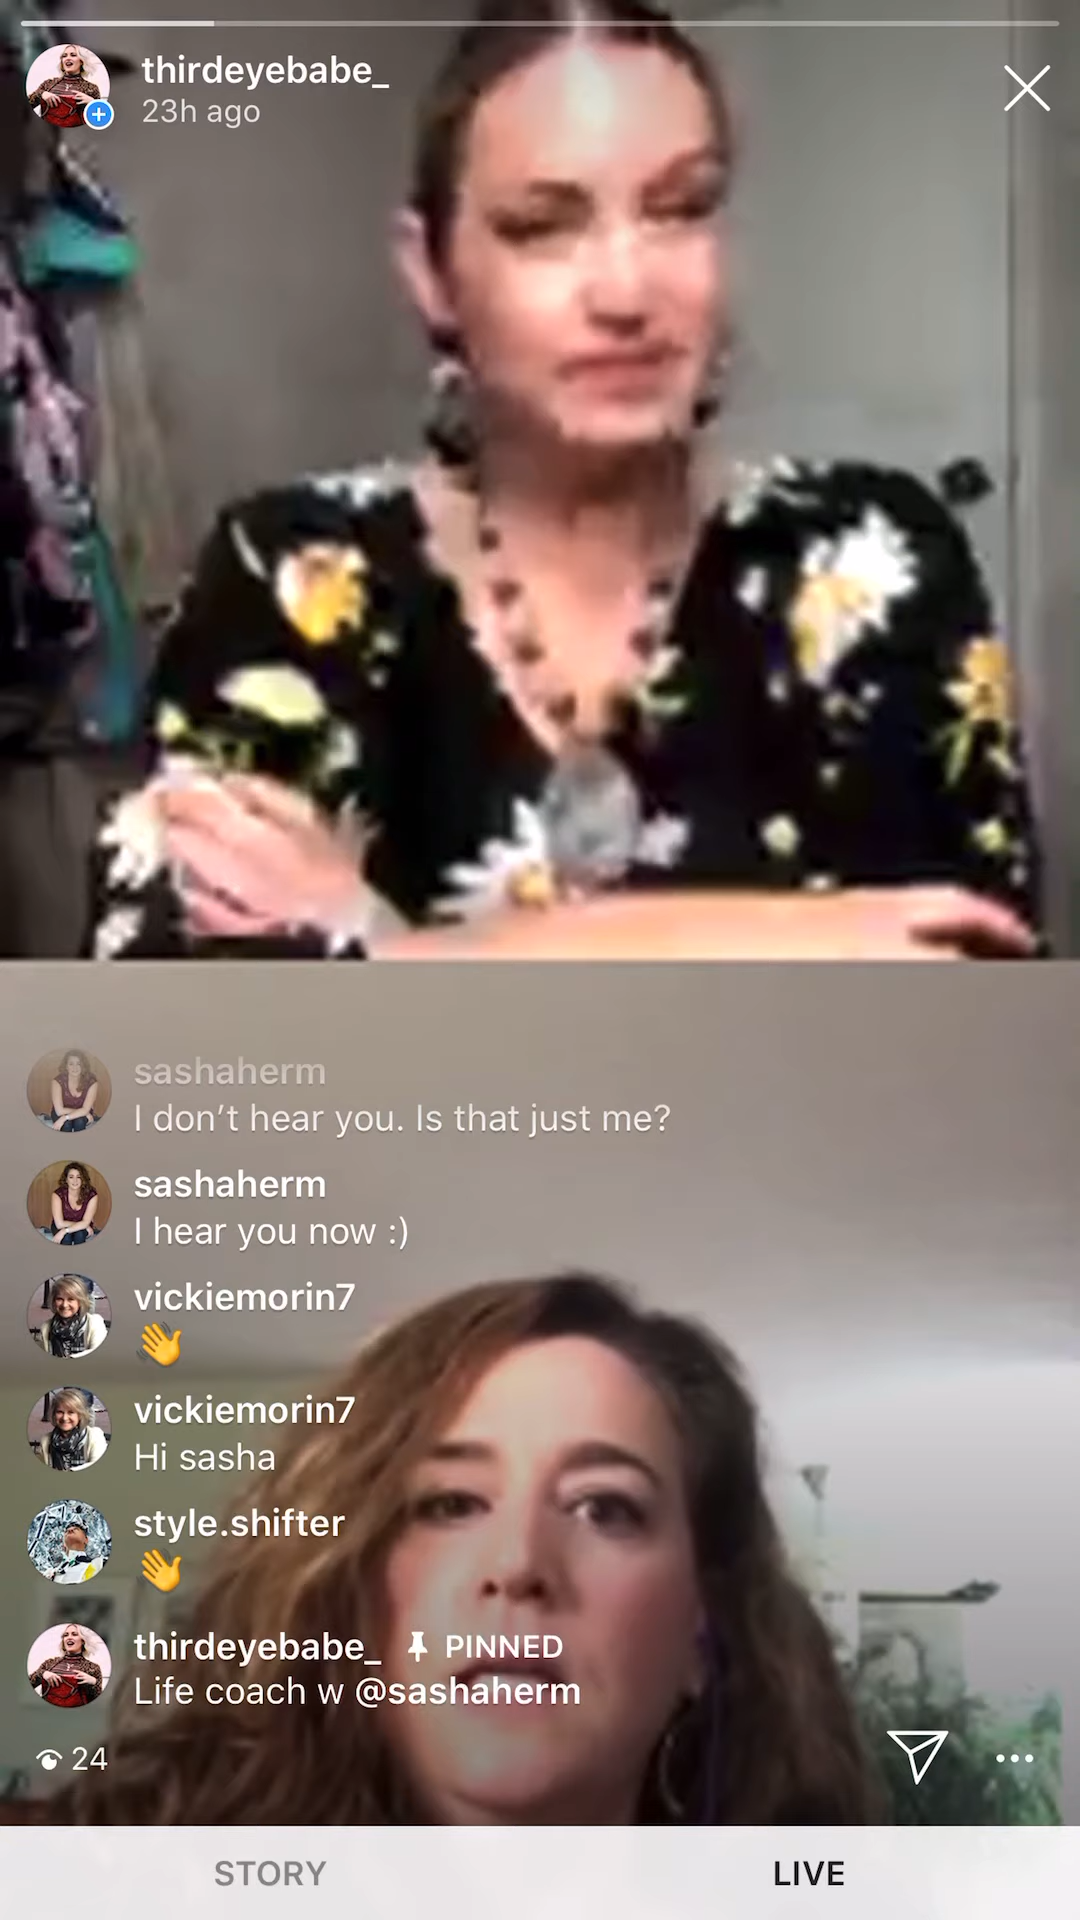 thirdeyebabe_
23h ago
sashaherm
I don't hear you. Is that just me?
sashaherm
I hear you now :)
vickiemorin7
👋
vickiemorin7
Hi sasha
style.shifter
👋
thirdeyebabe_ 📌 PINNED
Life coach w @sashaherm
24
STORY
LIVE